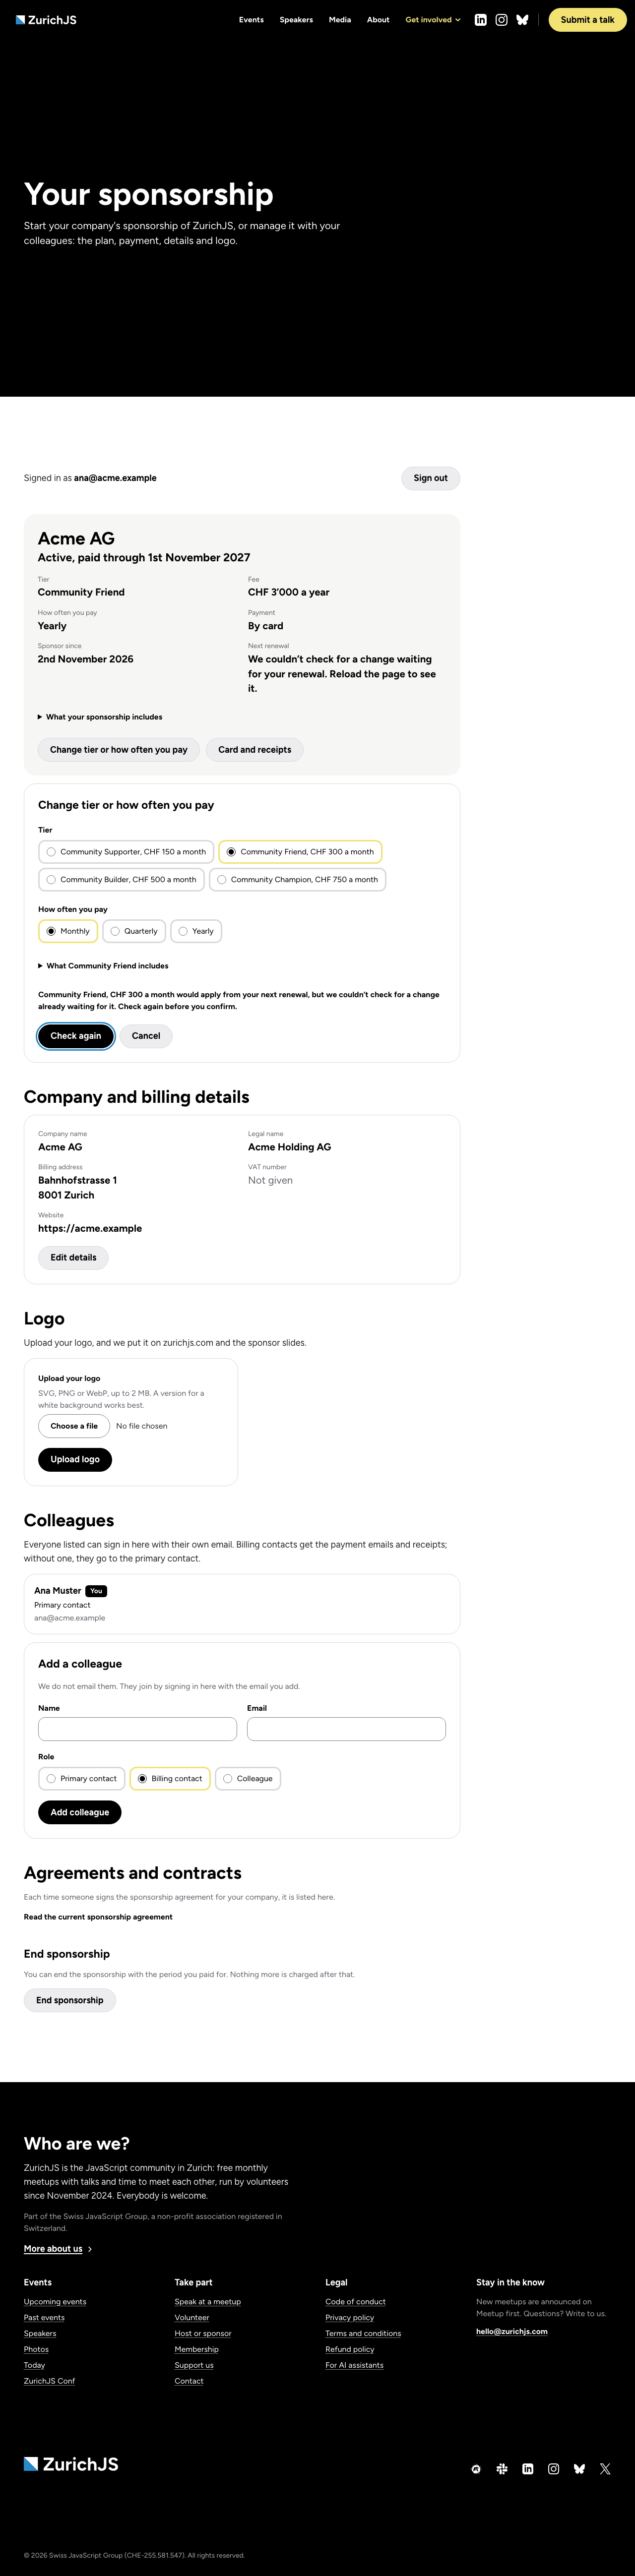 ZurichJS
Events
Speakers
Media
About
Get involved
Submit a talk
Your sponsorship
Start your company's sponsorship of ZurichJS, or manage it with your
colleagues: the plan, payment, details and logo.
Signed in as ana@acme.example
Sign out
Acme AG
Active, paid through 1st November 2027
Tier
Community Friend
Fee
CHF 3’000 a year
How often you pay
Yearly
Payment
By card
Sponsor since
2nd November 2026
Next renewal
We couldn’t check for a change waiting
for your renewal. Reload the page to see
it.
What your sponsorship includes
Change tier or how often you pay
Card and receipts
Change tier or how often you pay
Tier
Community Supporter, CHF 150 a month
Community Friend, CHF 300 a month
Community Builder, CHF 500 a month
Community Champion, CHF 750 a month
How often you pay
Monthly
Quarterly
Yearly
What Community Friend includes
Community Friend, CHF 300 a month would apply from your next renewal, but we couldn’t check for a change
already waiting for it. Check again before you confirm.
Check again
Cancel
Company and billing details
Company name
Acme AG
Legal name
Acme Holding AG
Billing address
Bahnhofstrasse 1
8001 Zurich
VAT number
Not given
Website
https://acme.example
Edit details
Logo
Upload your logo, and we put it on zurichjs.com and the sponsor slides.
Upload your logo
SVG, PNG or WebP, up to 2 MB. A version for a
white background works best.
Choose a file
No file chosen
Upload logo
Colleagues
Everyone listed can sign in here with their own email. Billing contacts get the payment emails and receipts;
without one, they go to the primary contact.
Ana Muster
You
Primary contact
ana@acme.example
Add a colleague
We do not email them. They join by signing in here with the email you add.
Name
Email
Role
Primary contact
Billing contact
Colleague
Add colleague
Agreements and contracts
Each time someone signs the sponsorship agreement for your company, it is listed here.
Read the current sponsorship agreement
End sponsorship
You can end the sponsorship with the period you paid for. Nothing more is charged after that.
End sponsorship
Who are we?
ZurichJS is the JavaScript community in Zurich: free monthly
meetups with talks and time to meet each other, run by volunteers
since November 2024. Everybody is welcome.
Part of the Swiss JavaScript Group, a non-profit association registered in
Switzerland.
More about us
Events
Upcoming events
Past events
Speakers
Photos
Today
ZurichJS Conf
Take part
Speak at a meetup
Volunteer
Host or sponsor
Membership
Support us
Contact
Legal
Code of conduct
Privacy policy
Terms and conditions
Refund policy
For AI assistants
Stay in the know
New meetups are announced on
Meetup first. Questions? Write to us.
hello@zurichjs.com
ZurichJS
© 2026 Swiss JavaScript Group (CHE-255.581.547). All rights reserved.